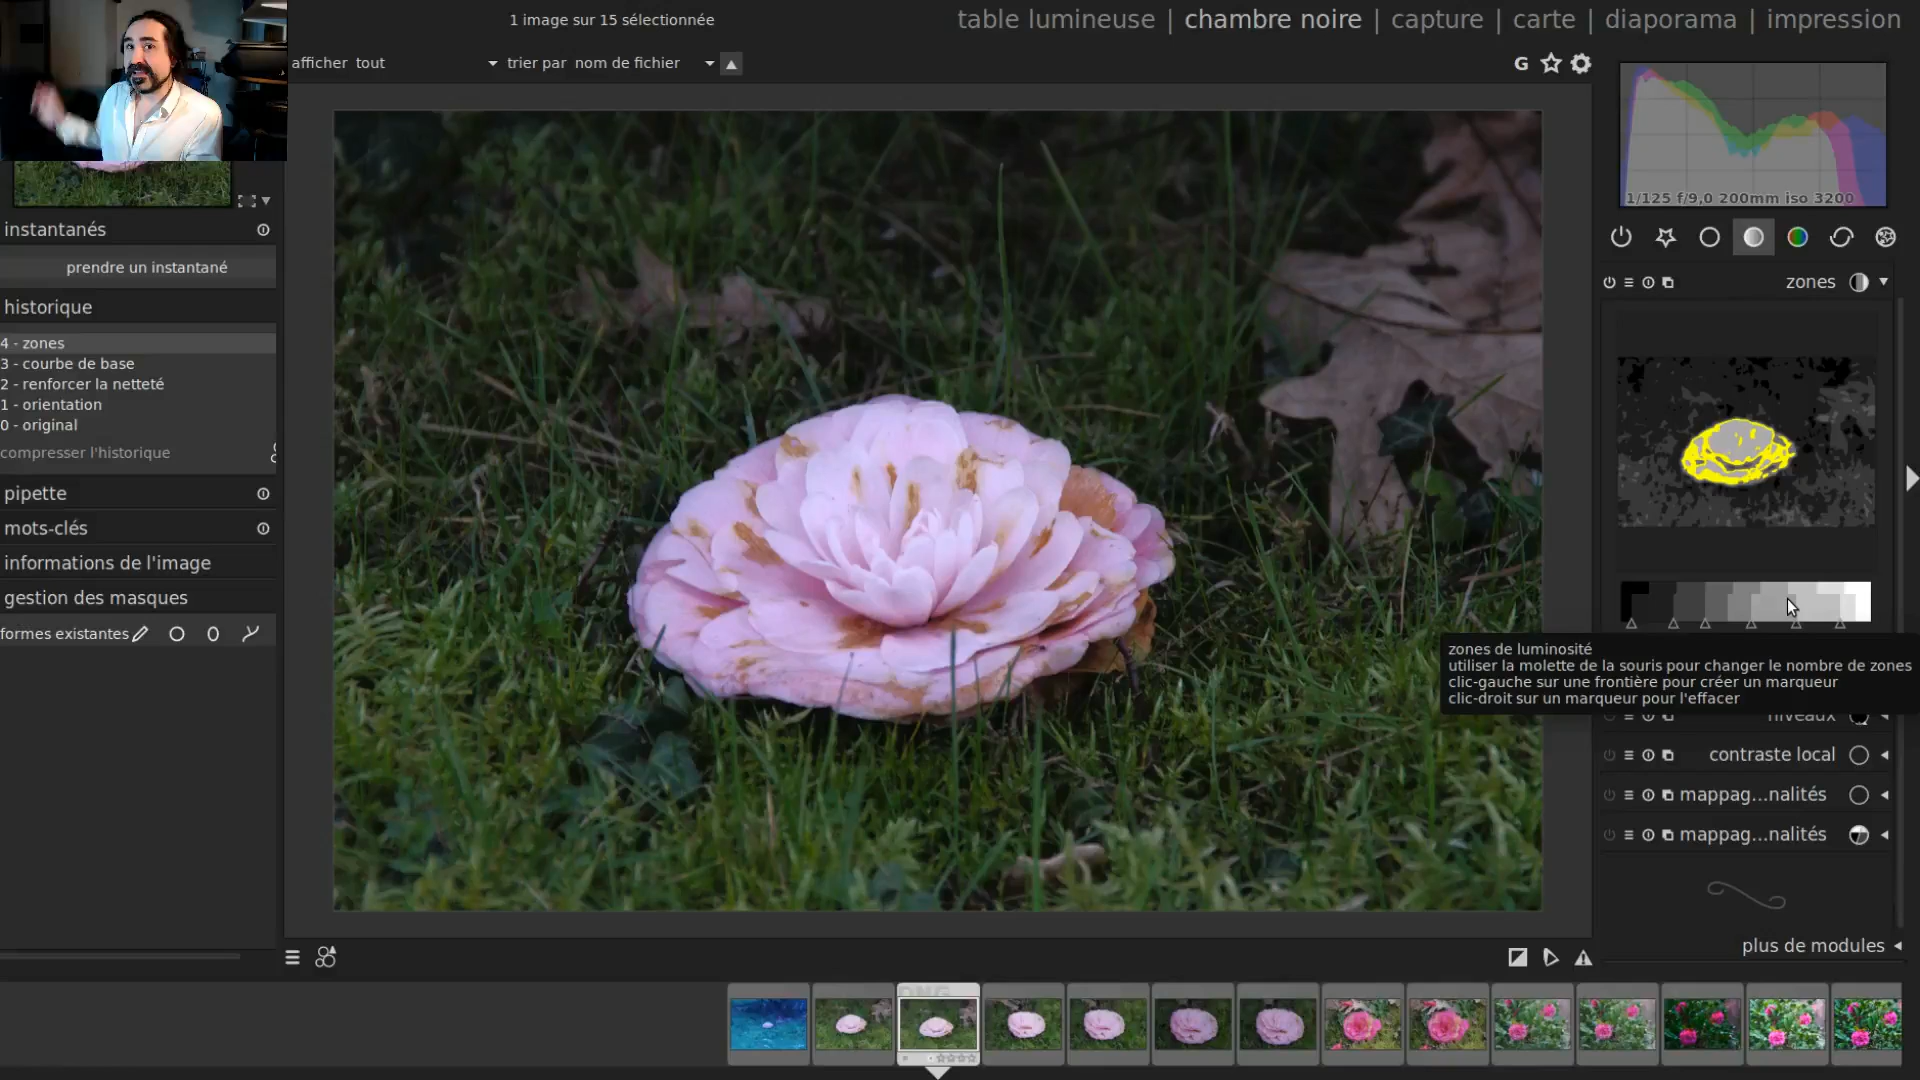 1 image sur 15 sélectionnée
table lumineuse | chambre noire | capture | carte | diaporama | impression
afficher tout
trier par nom de fichier
G
1/125 f/9,0 200mm iso 3200
instantanés
prendre un instantané
historique
4 - zones
3 - courbe de base
2 - renforcer la netteté
1 - orientation
0 - original
compresser l'historique
pipette
mots-clés
informations de l'image
gestion des masques
formes existantes
zones
zones de luminosité
utiliser la molette de la souris pour changer le nombre de zones
clic-gauche sur une frontière pour créer un marqueur
clic-droit sur un marqueur pour l'effacer
niveaux
contraste local
mappag...nalités
mappag...nalités
plus de modules
DNG